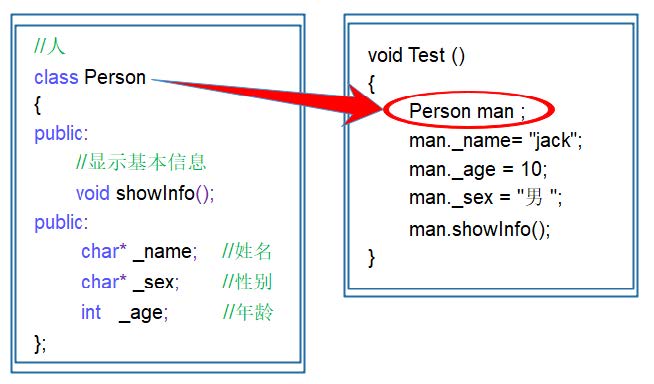 //人
class Person
{
public:
//显示基本信息
void showInfo();
public:
char* _name; //姓名
char* _sex; //性别
int _age; //年龄
};
void Test ()
{
Person man ;
man._name= "jack";
man._age = 10;
man._sex = "男 ";
man.showInfo();
}